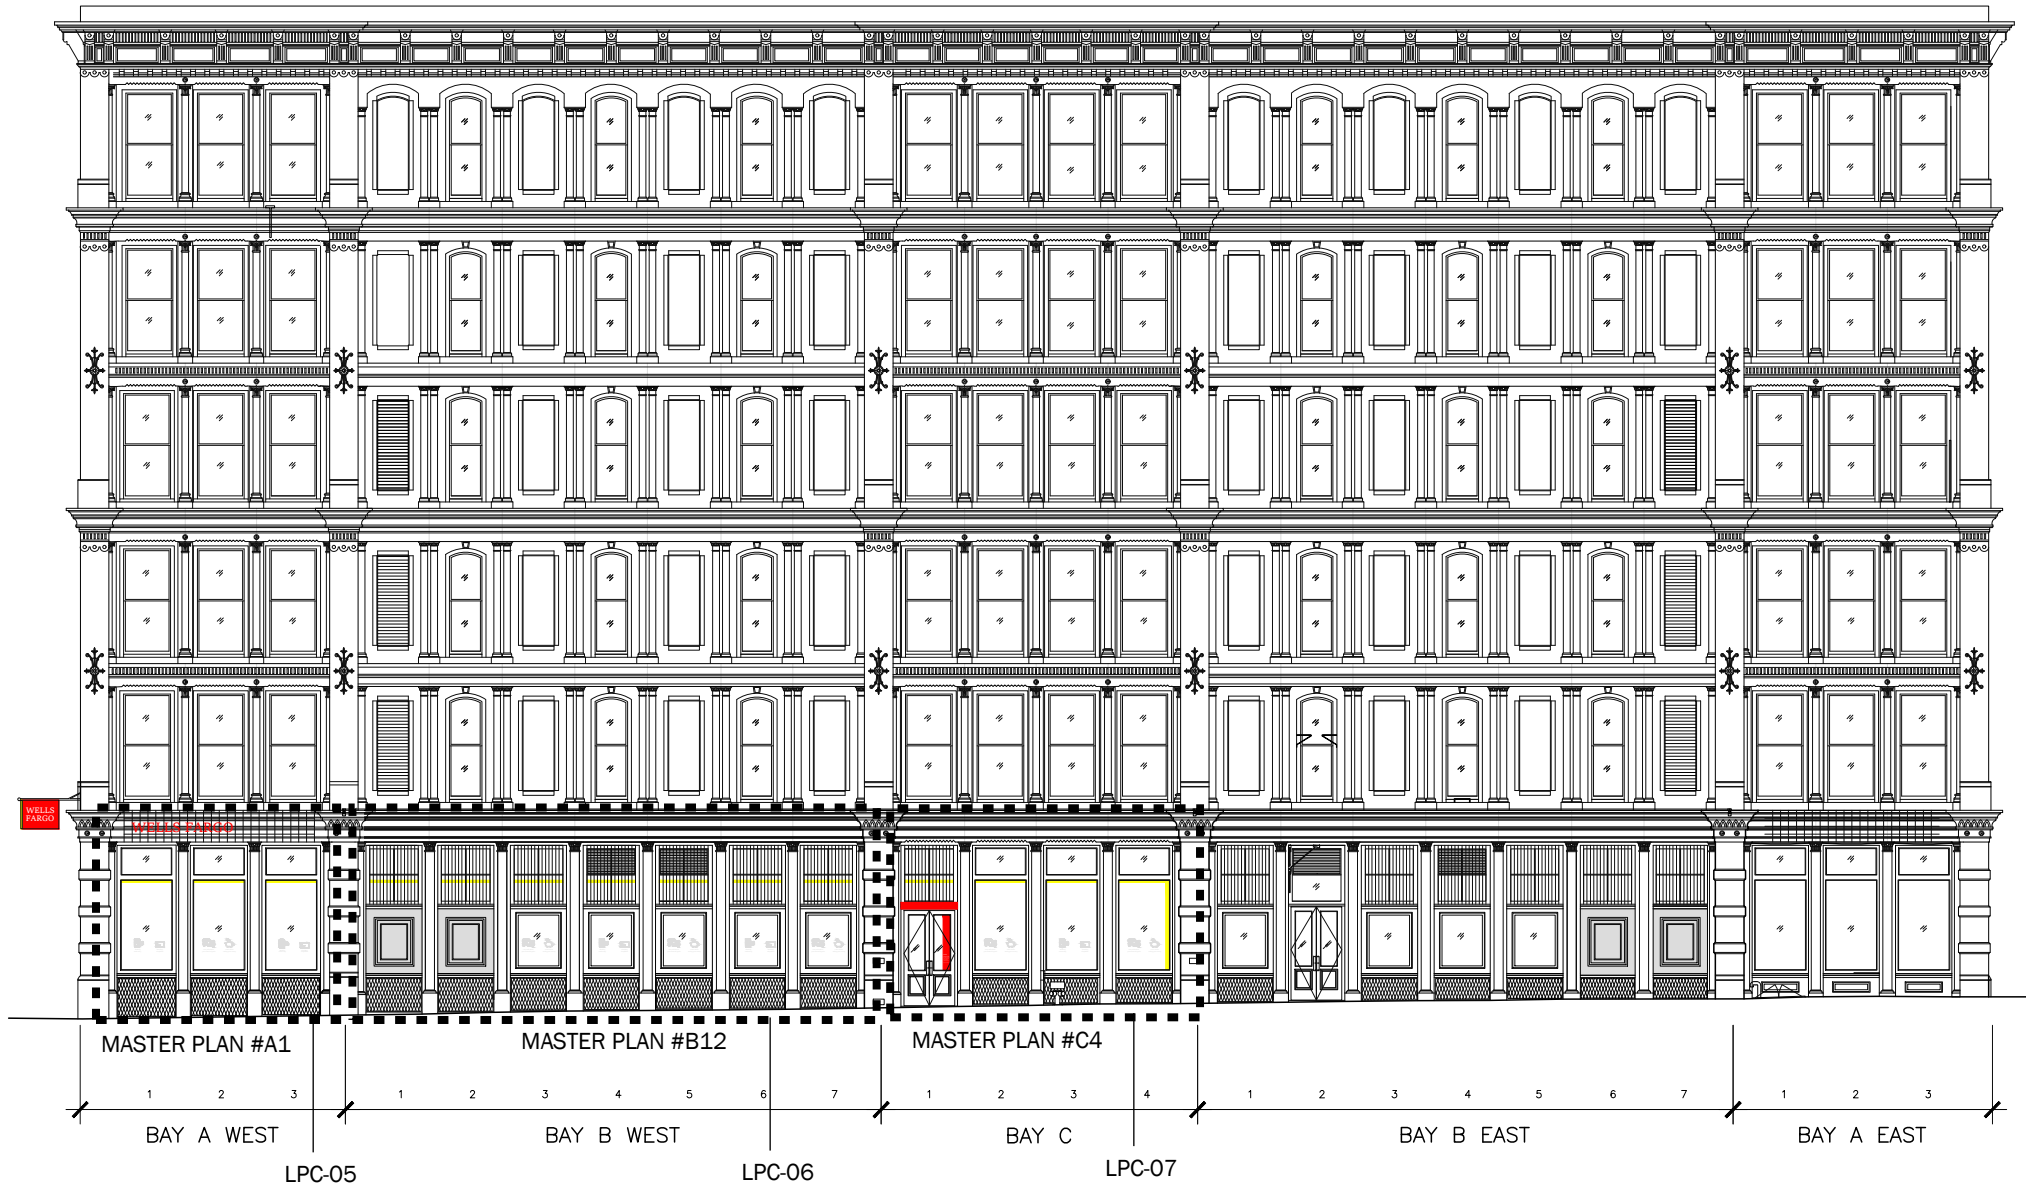 WELLS
FARGO
WELLS FARGO
MASTER PLAN #A1
MASTER PLAN #B12
MASTER PLAN #C4
1 2 3 1 2 3 4 5 6 7 1 2 3 4 1 2 3 4 5 6 7 1 2 3
BAY A WEST
BAY B WEST
BAY C
BAY B EAST
BAY A EAST
LPC-05
LPC-06
LPC-07